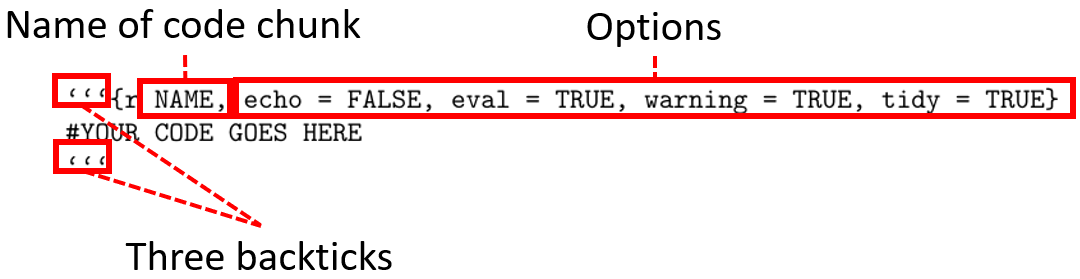 Name of code chunk
Options
‘‘‘{r NAME, echo = FALSE, eval = TRUE, warning = TRUE, tidy = TRUE}
#YOUR CODE GOES HERE
‘‘‘
Three backticks